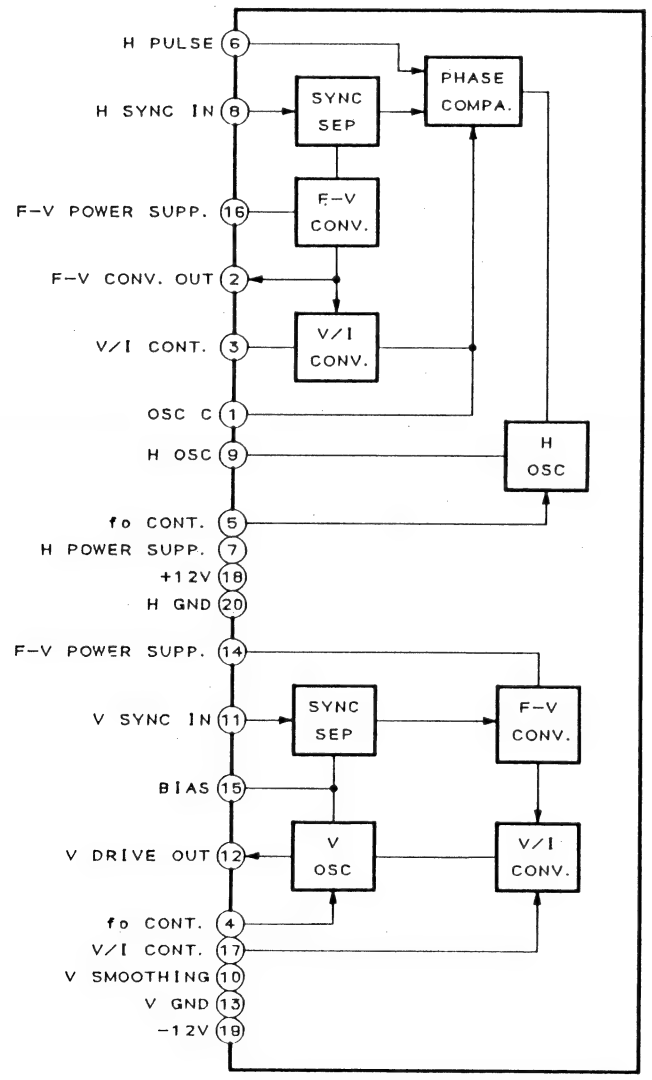 H PULSE 6
PHASE
COMPA.
H SYNC IN 8
SYNC
SEP
F-V POWER SUPP. 16
F-V
CONV.
F-V CONV. OUT 2
V/I CONT. 3
V/I
CONV.
OSC C 1
H OSC 9
H
OSC
fo CONT. 5
H POWER SUPP. 7
+12V 18
H GND 20
F-V POWER SUPP. 14
V SYNC IN 11
SYNC
SEP
F-V
CONV.
BIAS 15
V DRIVE OUT 12
V
OSC
V/I
CONV.
fo CONT. 4
V/I CONT. 17
V SMOOTHING 10
V GND 13
-12V 19